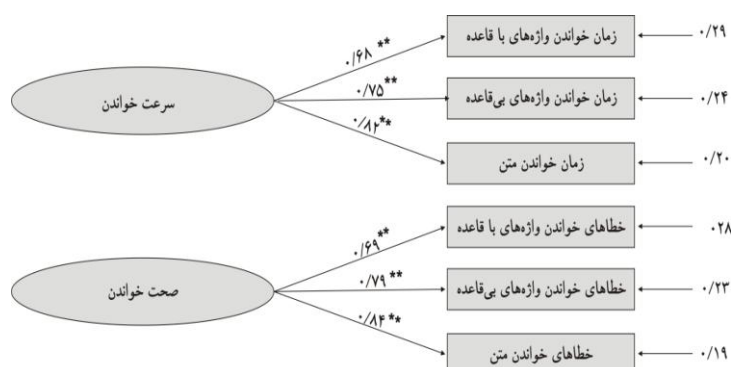 زمان خواندن واژه‌های با قاعده
۰/۲۹
۰/۶۸ **
سرعت خواندن
۰/۷۵**
زمان خواندن واژه‌های بی‌قاعده
۰/۲۴
۰/۸۲**
زمان خواندن متن
۰/۲۰
خطاهای خواندن واژه‌های با قاعده
۰۲۸
۰/۶۹**
صحت خواندن
۰/۷۹ **
خطاهای خواندن واژه‌های بی‌قاعده
۰/۲۳
۰/۸۴**
خطاهای خواندن متن
۰/۱۹